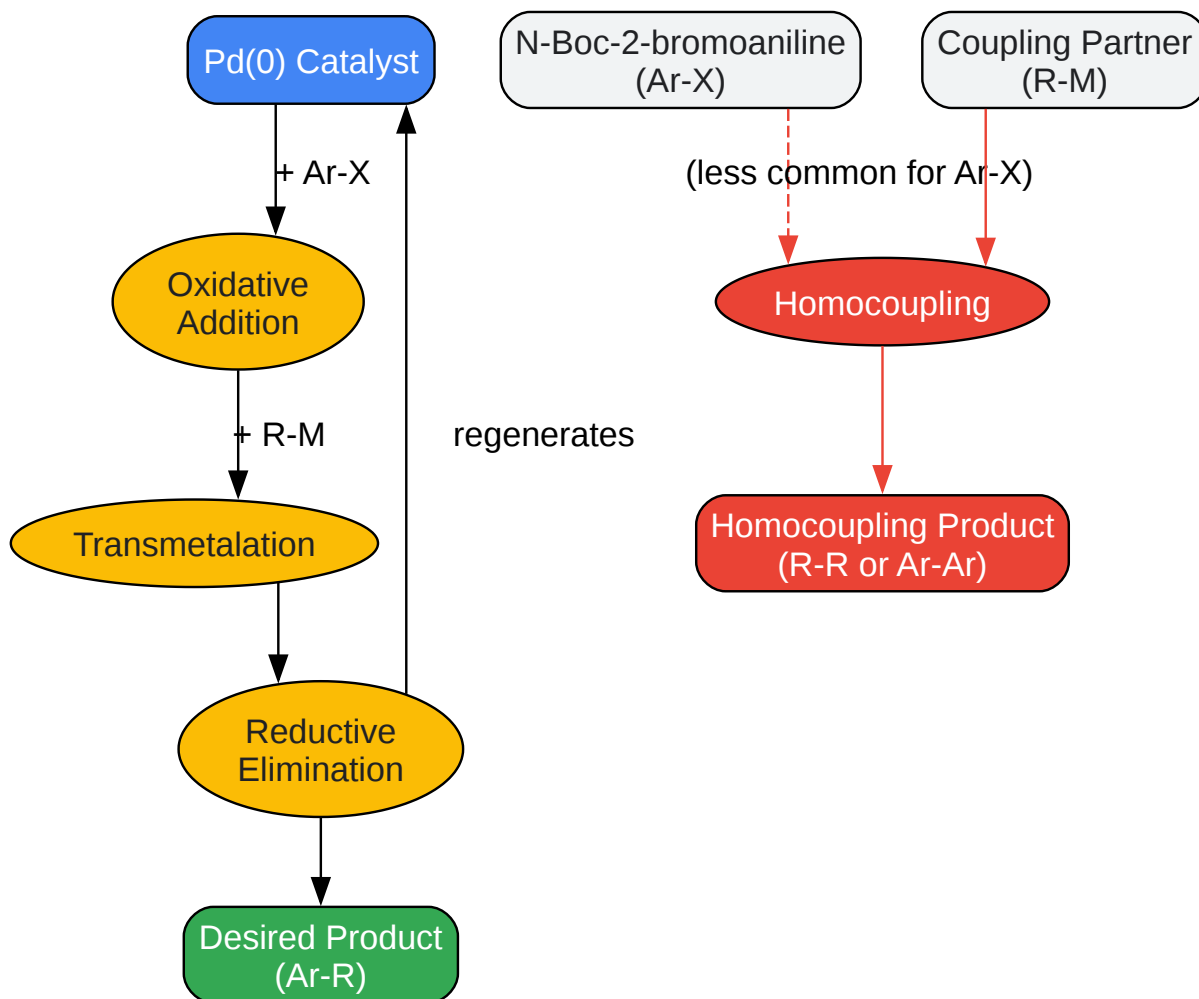 Pd(0) Catalyst
N-Boc-2-bromoaniline
(Ar-X)
Coupling Partner
(R-M)
+ Ar-X
(less common for Ar-X)
Oxidative
Addition
Homocoupling
+ R-M
regenerates
Transmetalation
Homocoupling Product
(R-R or Ar-Ar)
Reductive
Elimination
Desired Product
(Ar-R)